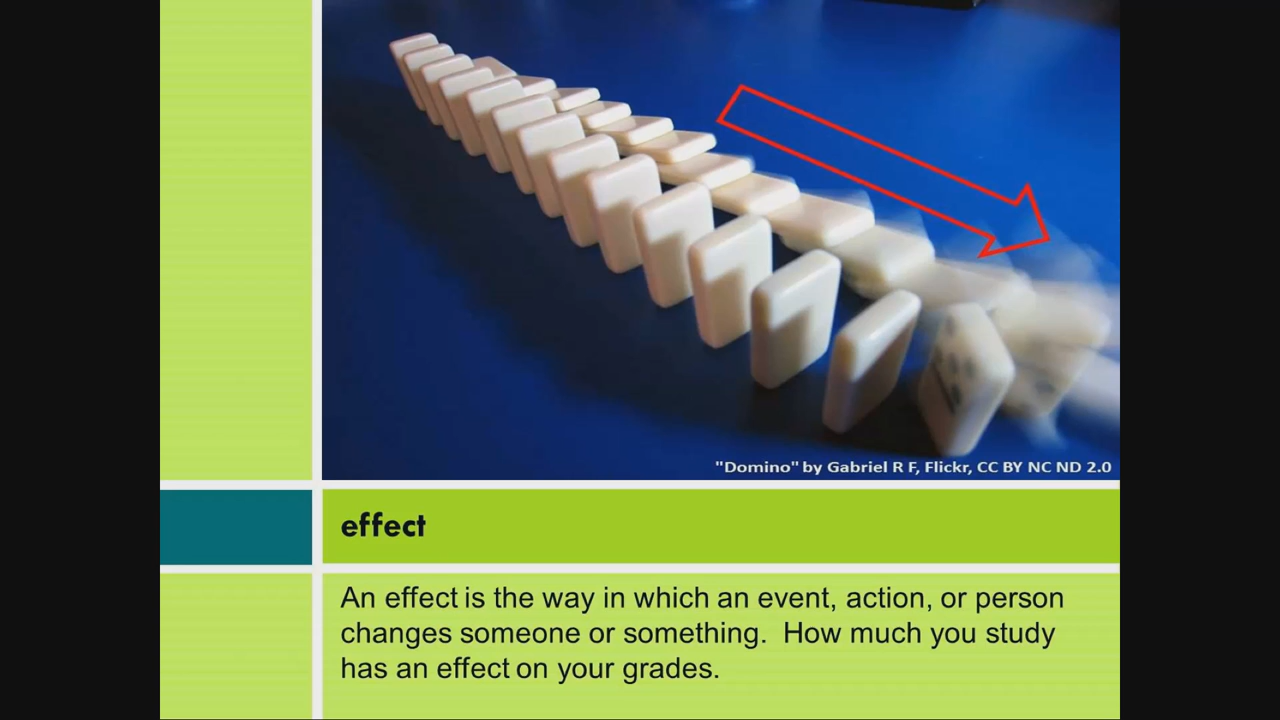 "Domino" by Gabriel R F, Flickr, CC BY NC ND 2.0
effect
An effect is the way in which an event, action, or person
changes someone or something.  How much you study
has an effect on your grades.